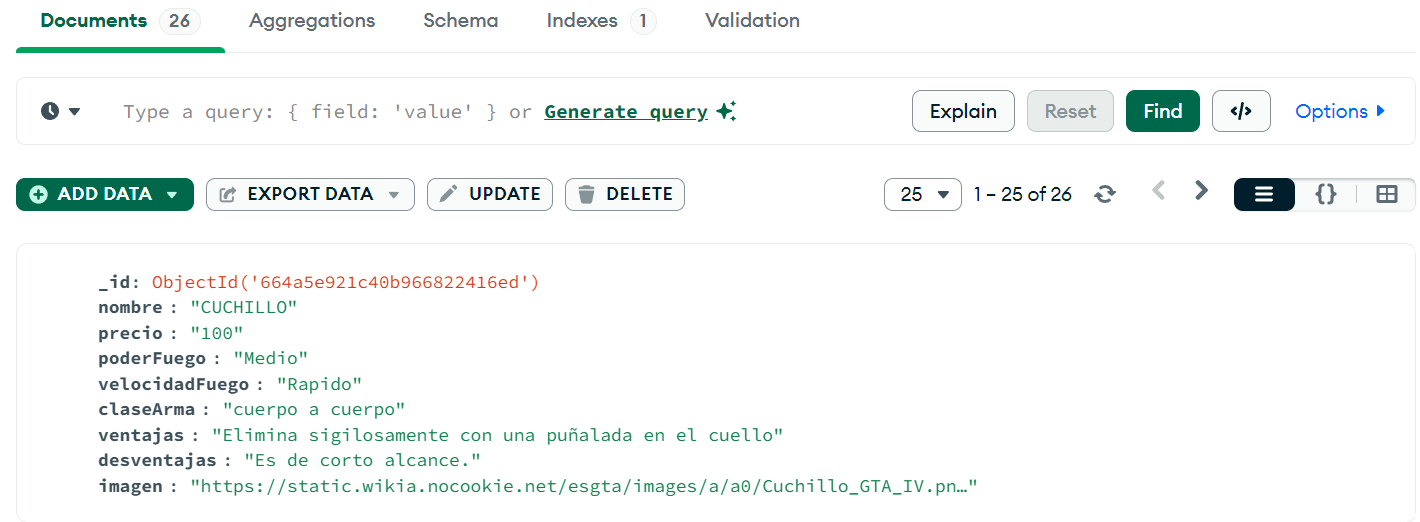 Documents 26 Aggregations Schema Indexes 1 Validation
Type a query: { field: 'value' } or Generate query Explain Reset Find </> Options
ADD DATA EXPORT DATA UPDATE DELETE 25 1 – 25 of 26 {}
_id: ObjectId('664a5e921c40b966822416ed')
nombre : "CUCHILLO"
precio : "100"
poderFuego : "Medio"
velocidadFuego : "Rapido"
claseArma : "cuerpo a cuerpo"
ventajas : "Elimina sigilosamente con una puñalada en el cuello"
desventajas : "Es de corto alcance."
imagen : "https://static.wikia.nocookie.net/esgta/images/a/a0/Cuchillo_GTA_IV.pn…"